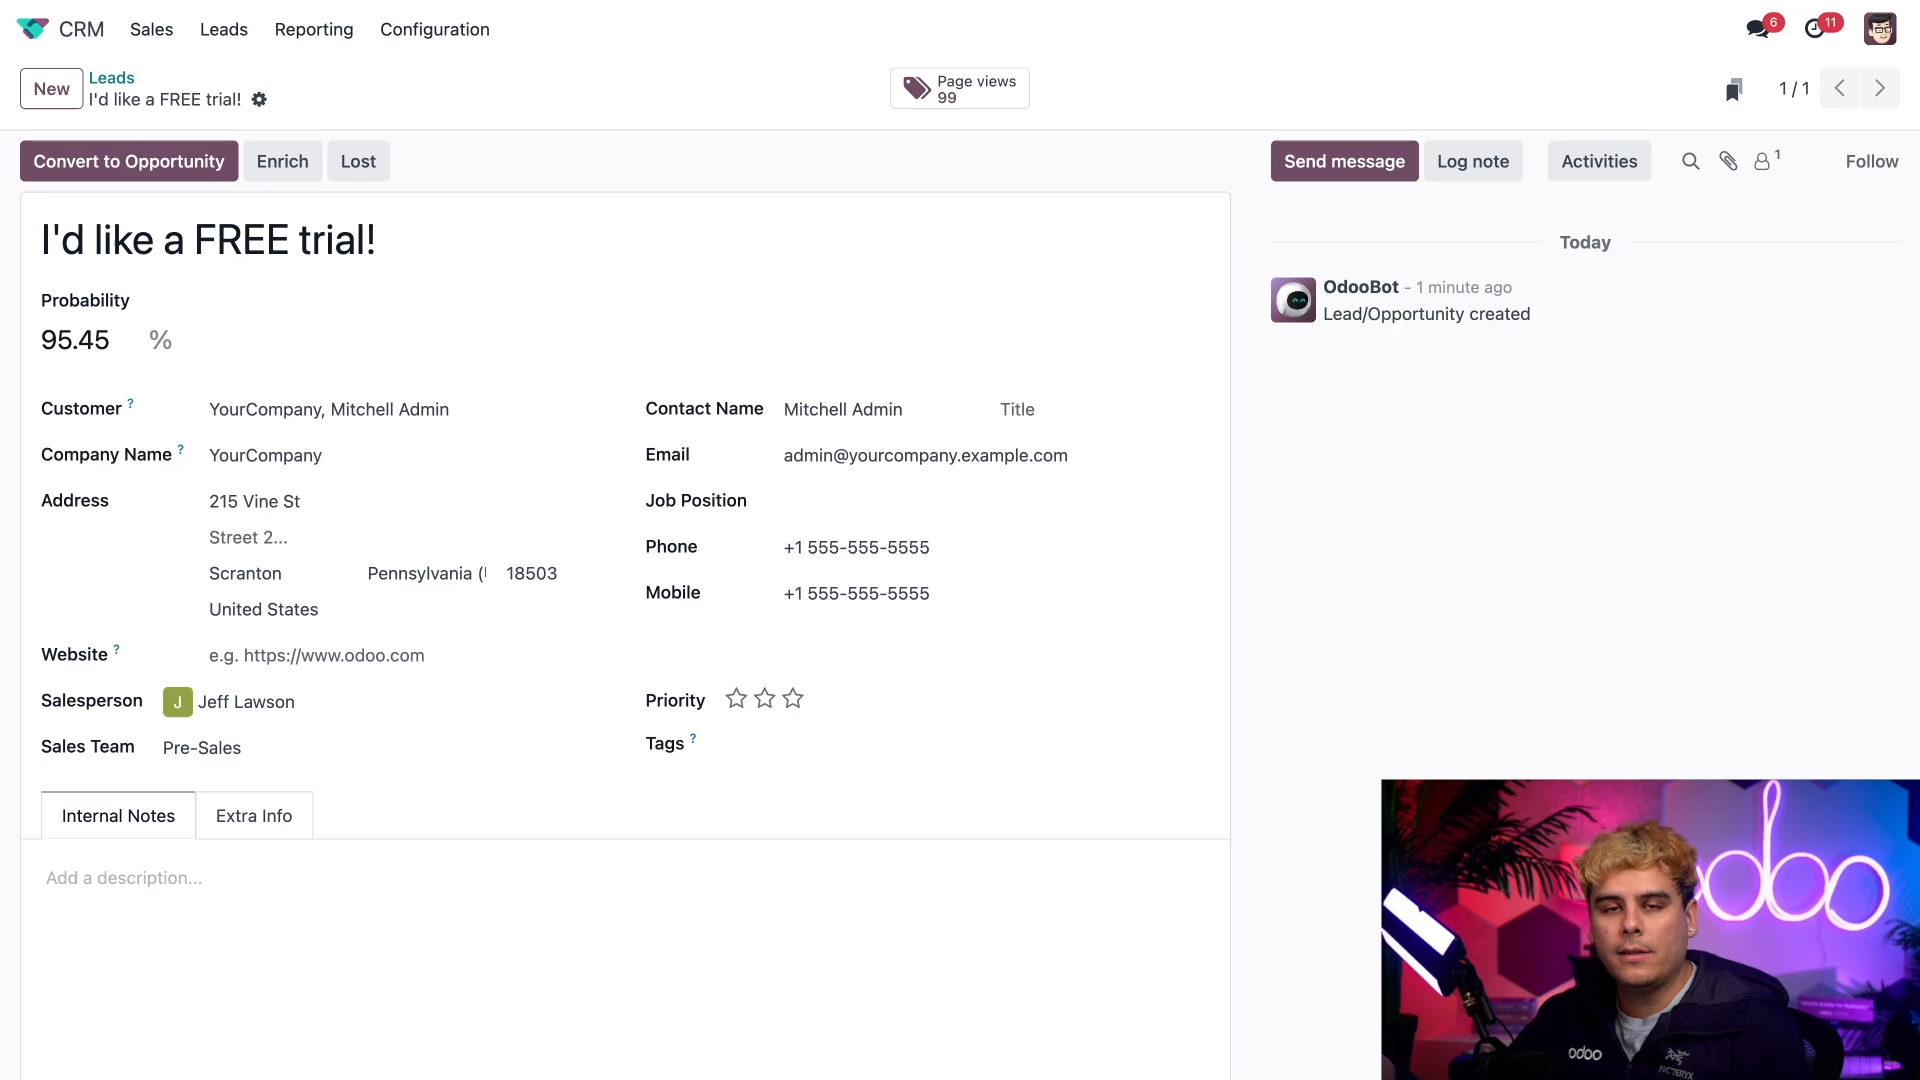 CRM Sales Leads Reporting Configuration 6 11
New Leads
I'd like a FREE trial!
Page views
99
1 / 1
Convert to Opportunity Enrich Lost
Send message Log note Activities 1 Follow
I'd like a FREE trial!
Probability
95.45 %
Customer ? YourCompany, Mitchell Admin
Company Name ? YourCompany
Address 215 Vine St
Street 2...
Scranton Pennsylvania ( 18503
United States
Website ? e.g. https://www.odoo.com
Salesperson J Jeff Lawson
Sales Team Pre-Sales
Contact Name Mitchell Admin Title
Email admin@yourcompany.example.com
Job Position
Phone +1 555-555-5555
Mobile +1 555-555-5555
Priority
Tags ?
Internal Notes Extra Info
Add a description...
Today
OdooBot - 1 minute ago
Lead/Opportunity created
odoo
odoo